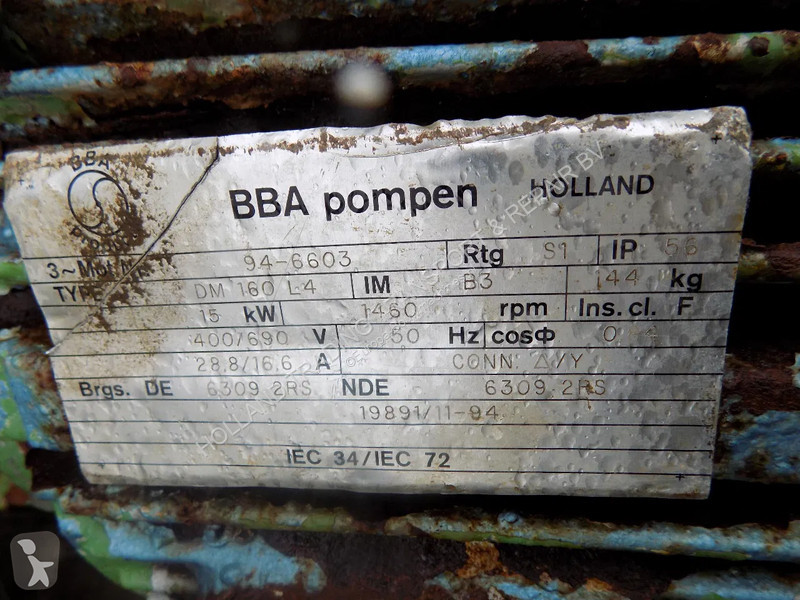 BBA
BBA pompen HOLLAND
3~Mot. 94-6603 Rtg S1 IP
TYPE DM 160 L4 IM B3 144 kg
15 kW 1460 rpm Ins. cl. F
400/690 V 50 Hz cosΦ
28.8/16.6 A CONN. △/Y
Brgs. DE 6309 2RS NDE 6309 2RS
19891/11-94
IEC 34/IEC 72